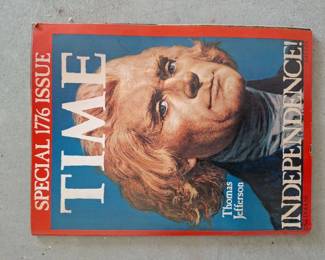 SPECIAL 1776 ISSUE
TIME
Thomas
Jefferson
INDEPENDENCE!